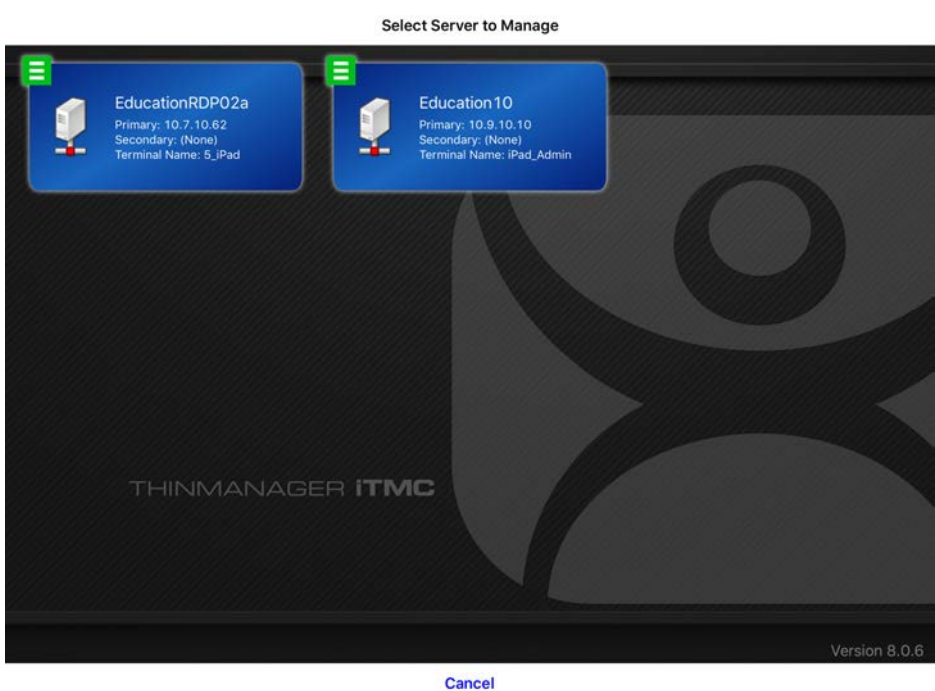 Select Server to Manage
EducationRDP02a
Primary: 10.7.10.62
Secondary: (None)
Terminal Name: 5_iPad
Education10
Primary: 10.9.10.10
Secondary: (None)
Terminal Name: iPad_Admin
THINMANAGER iTMC
Version 8.0.6
Cancel